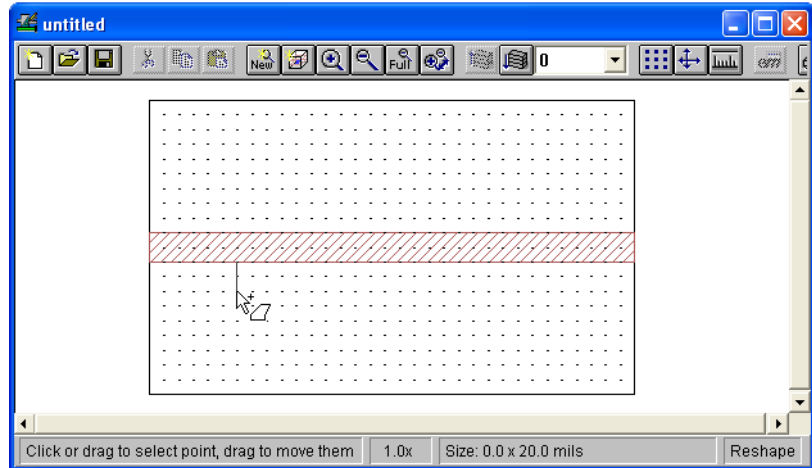 untitled
New Full 0 em
Click or drag to select point, drag to move them 1.0x Size: 0.0 x 20.0 mils Reshape